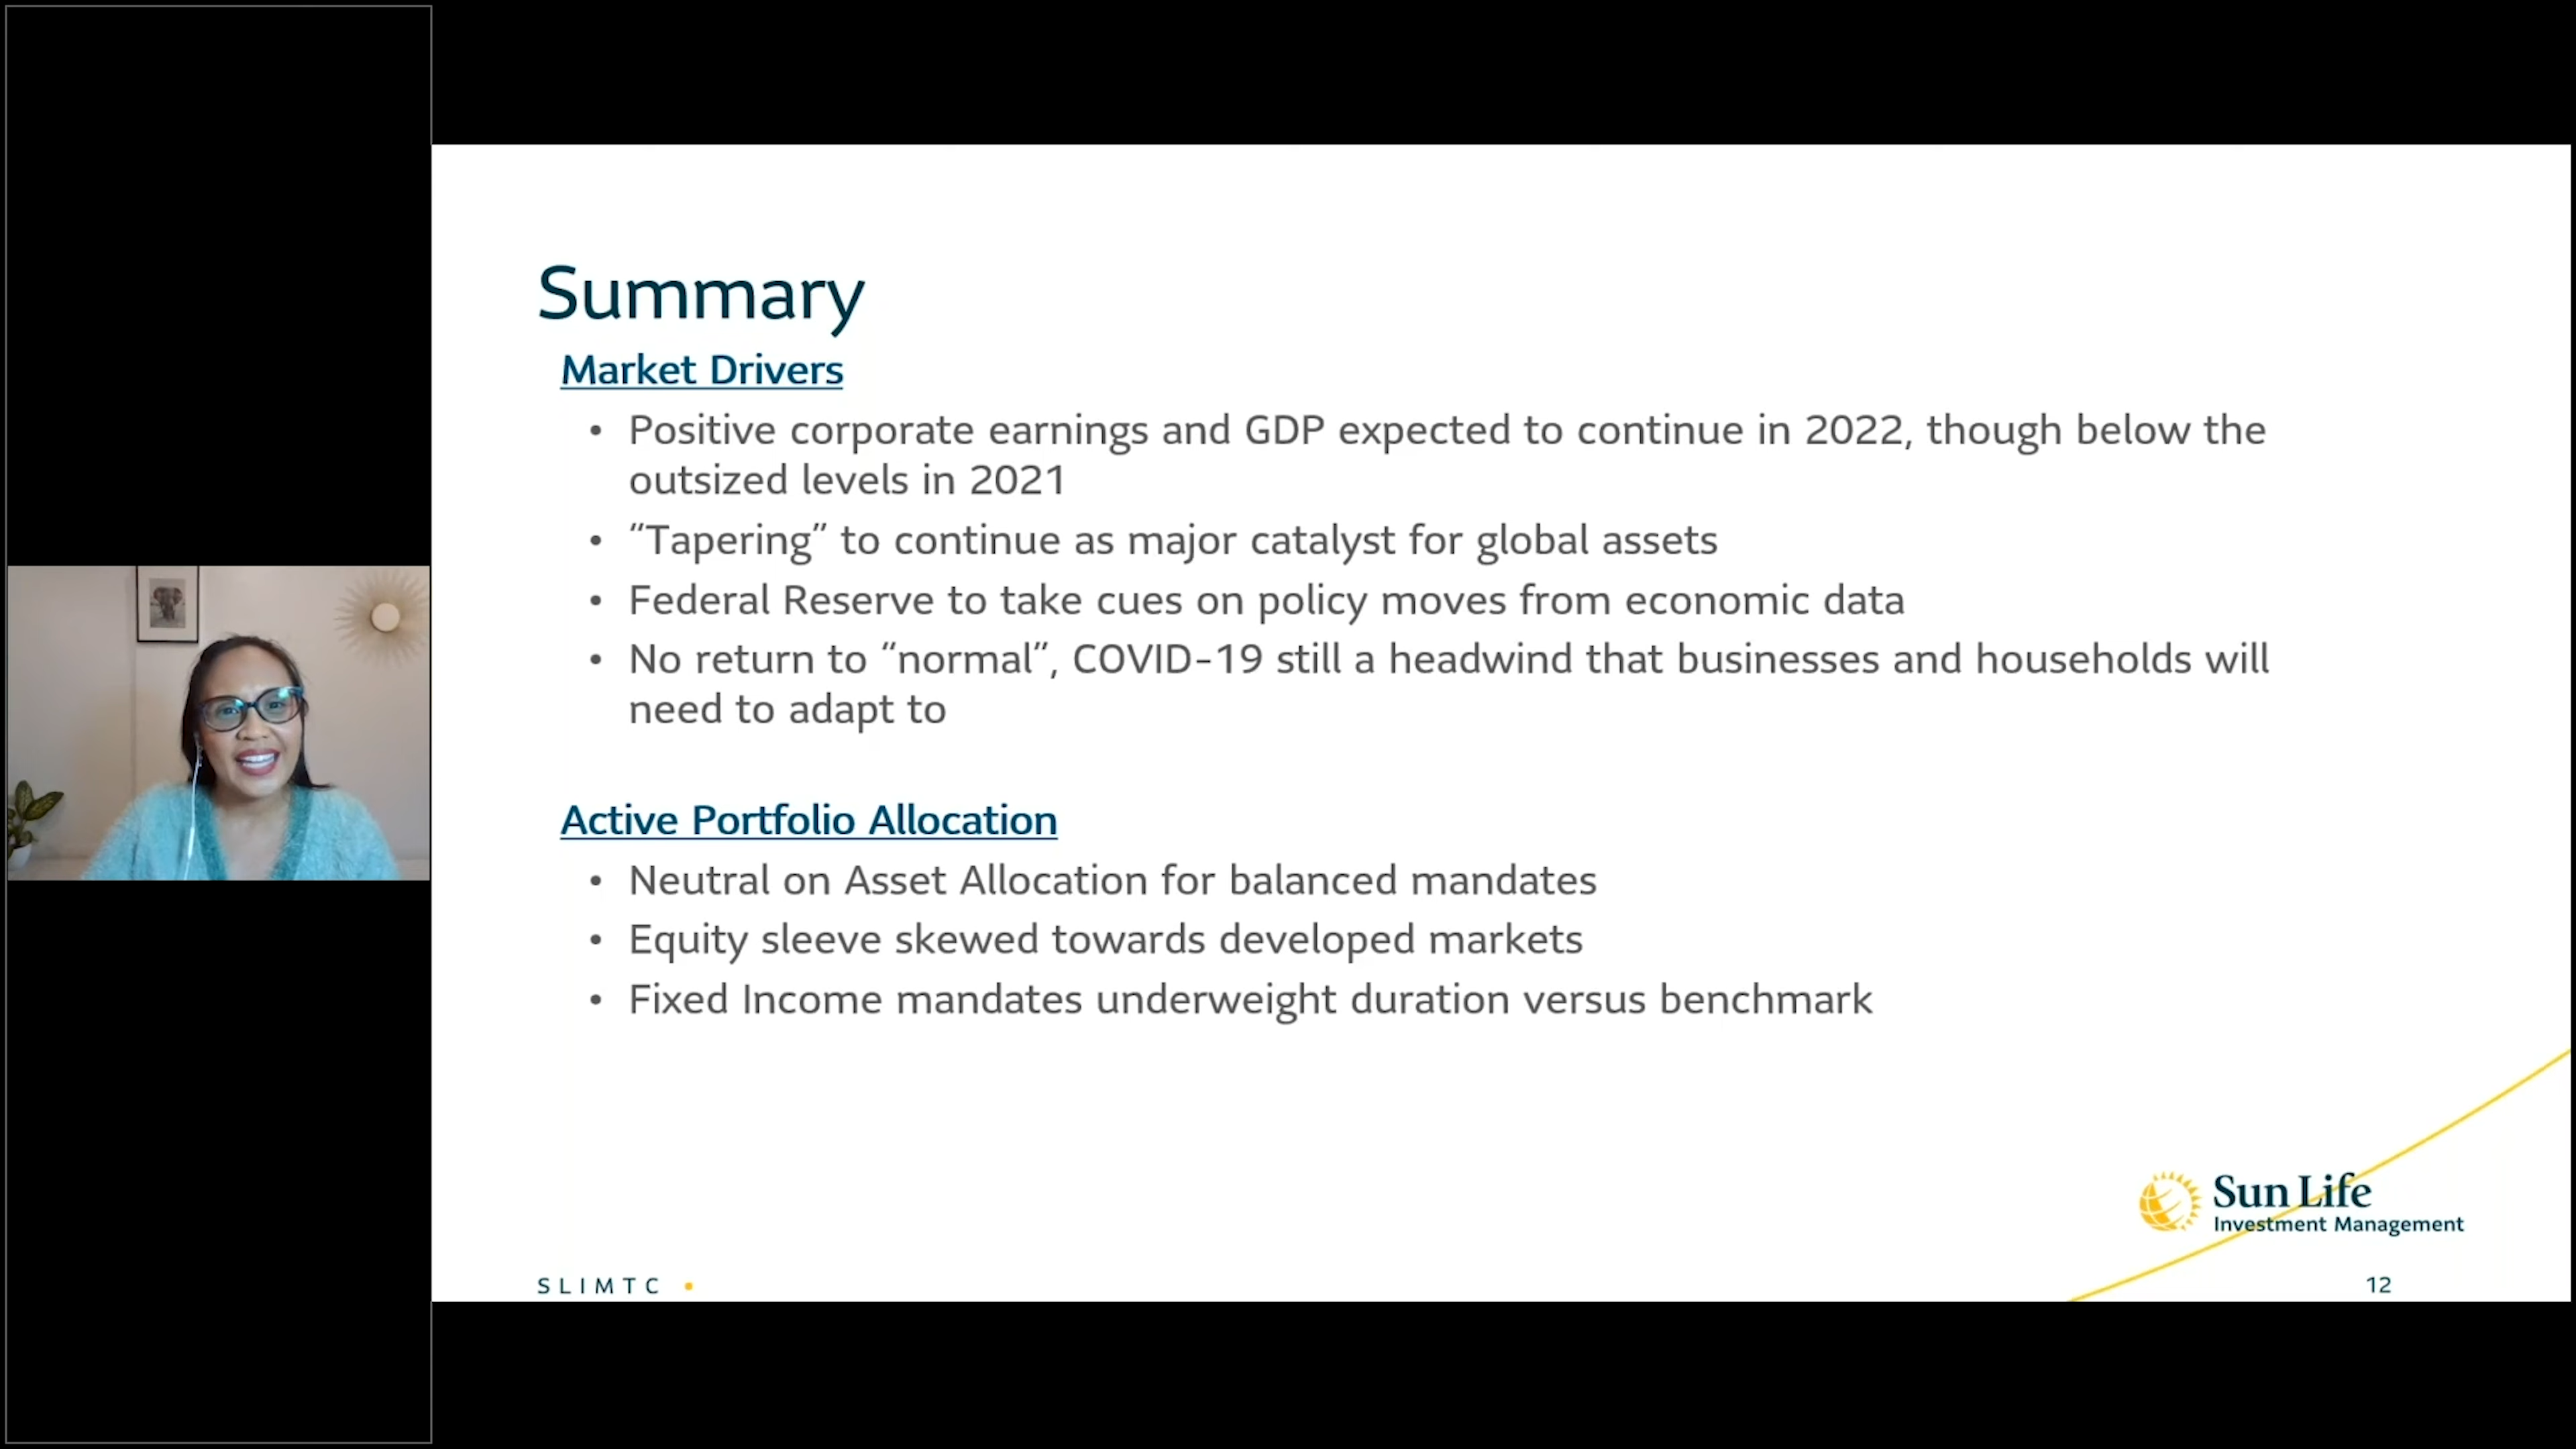 Summary
Market Drivers
• Positive corporate earnings and GDP expected to continue in 2022, though below the
outsized levels in 2021
• “Tapering” to continue as major catalyst for global assets
• Federal Reserve to take cues on policy moves from economic data
• No return to “normal”, COVID-19 still a headwind that businesses and households will
need to adapt to
Active Portfolio Allocation
• Neutral on Asset Allocation for balanced mandates
• Equity sleeve skewed towards developed markets
• Fixed Income mandates underweight duration versus benchmark
Sun Life
Investment Management
SLIMTC •
12